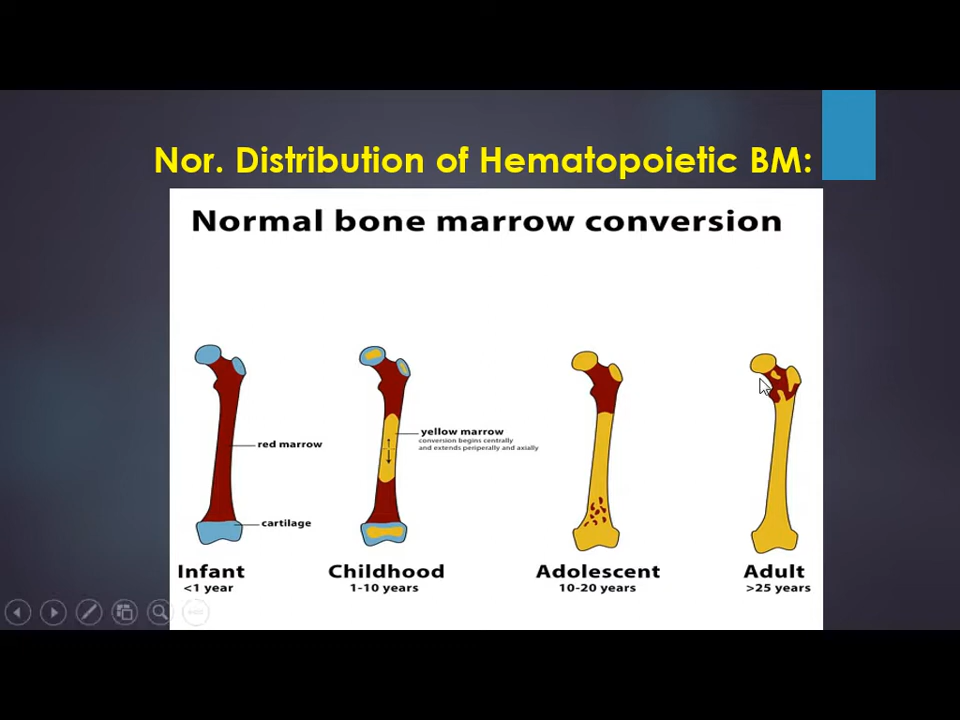 Nor. Distribution of Hematopoietic BM:
Normal bone marrow conversion
red marrow
cartilage
yellow marrow
conversion begins centrally
and extends periperally and axially
Infant
<1 year
Childhood
1-10 years
Adolescent
10-20 years
Adult
>25 years